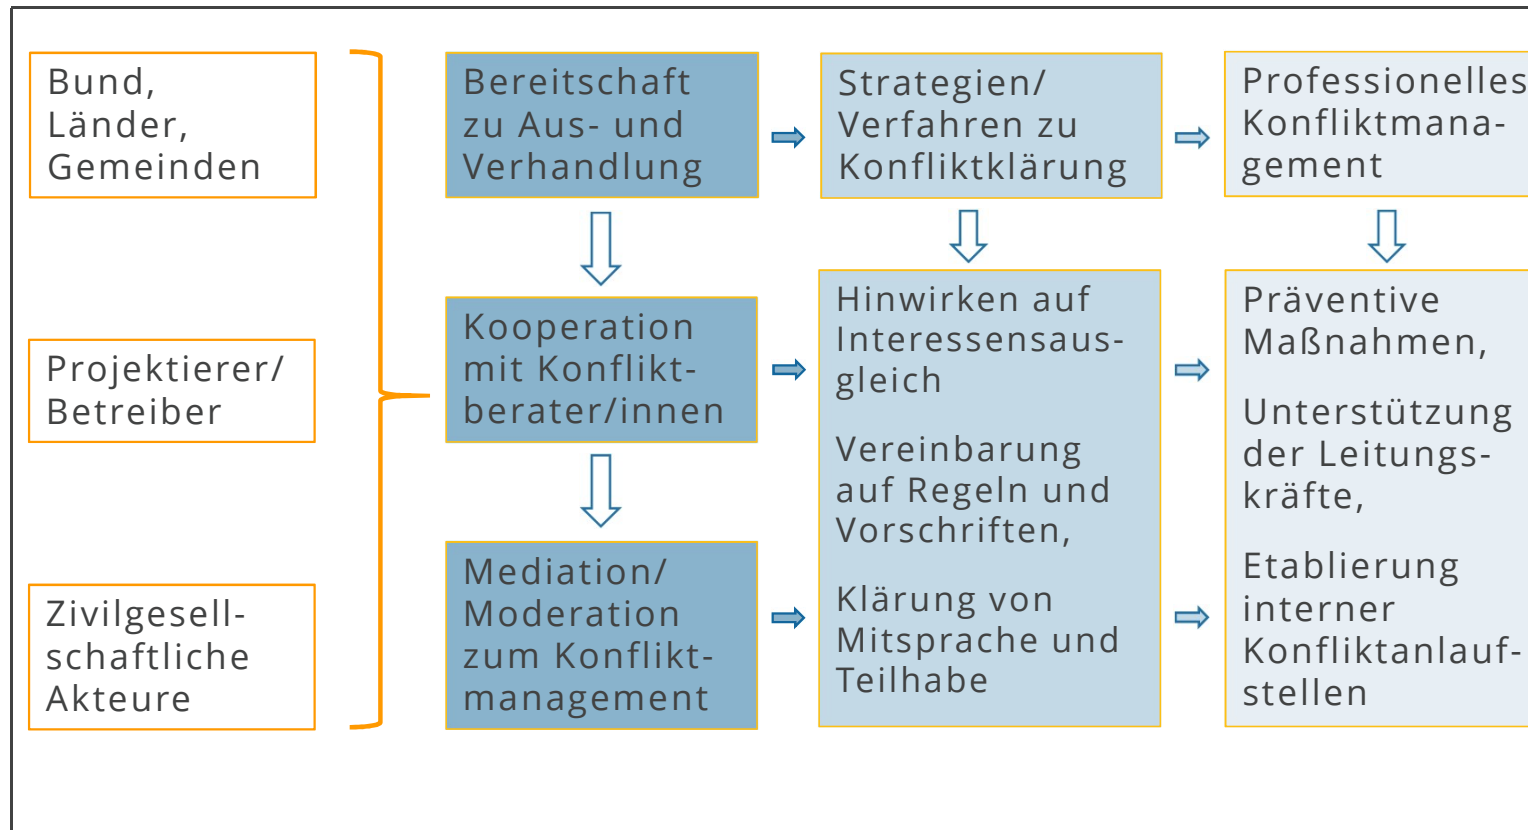 Bund,
Länder,
Gemeinden
Projektierer/
Betreiber
Zivilgesell-
schaftliche
Akteure
Bereitschaft
zu Aus- und
Verhandlung
Kooperation
mit Konflikt-
berater/innen
Mediation/
Moderation
zum Konflikt-
management
Strategien/
Verfahren zu
Konfliktklärung
Hinwirken auf
Interessensaus-
gleich
Vereinbarung
auf Regeln und
Vorschriften,
Klärung von
Mitsprache und
Teilhabe
Professionelles
Konfliktmana-
gement
Präventive
Maßnahmen,
Unterstützung
der Leitungs-
kräfte,
Etablierung
interner
Konfliktanlauf-
stellen